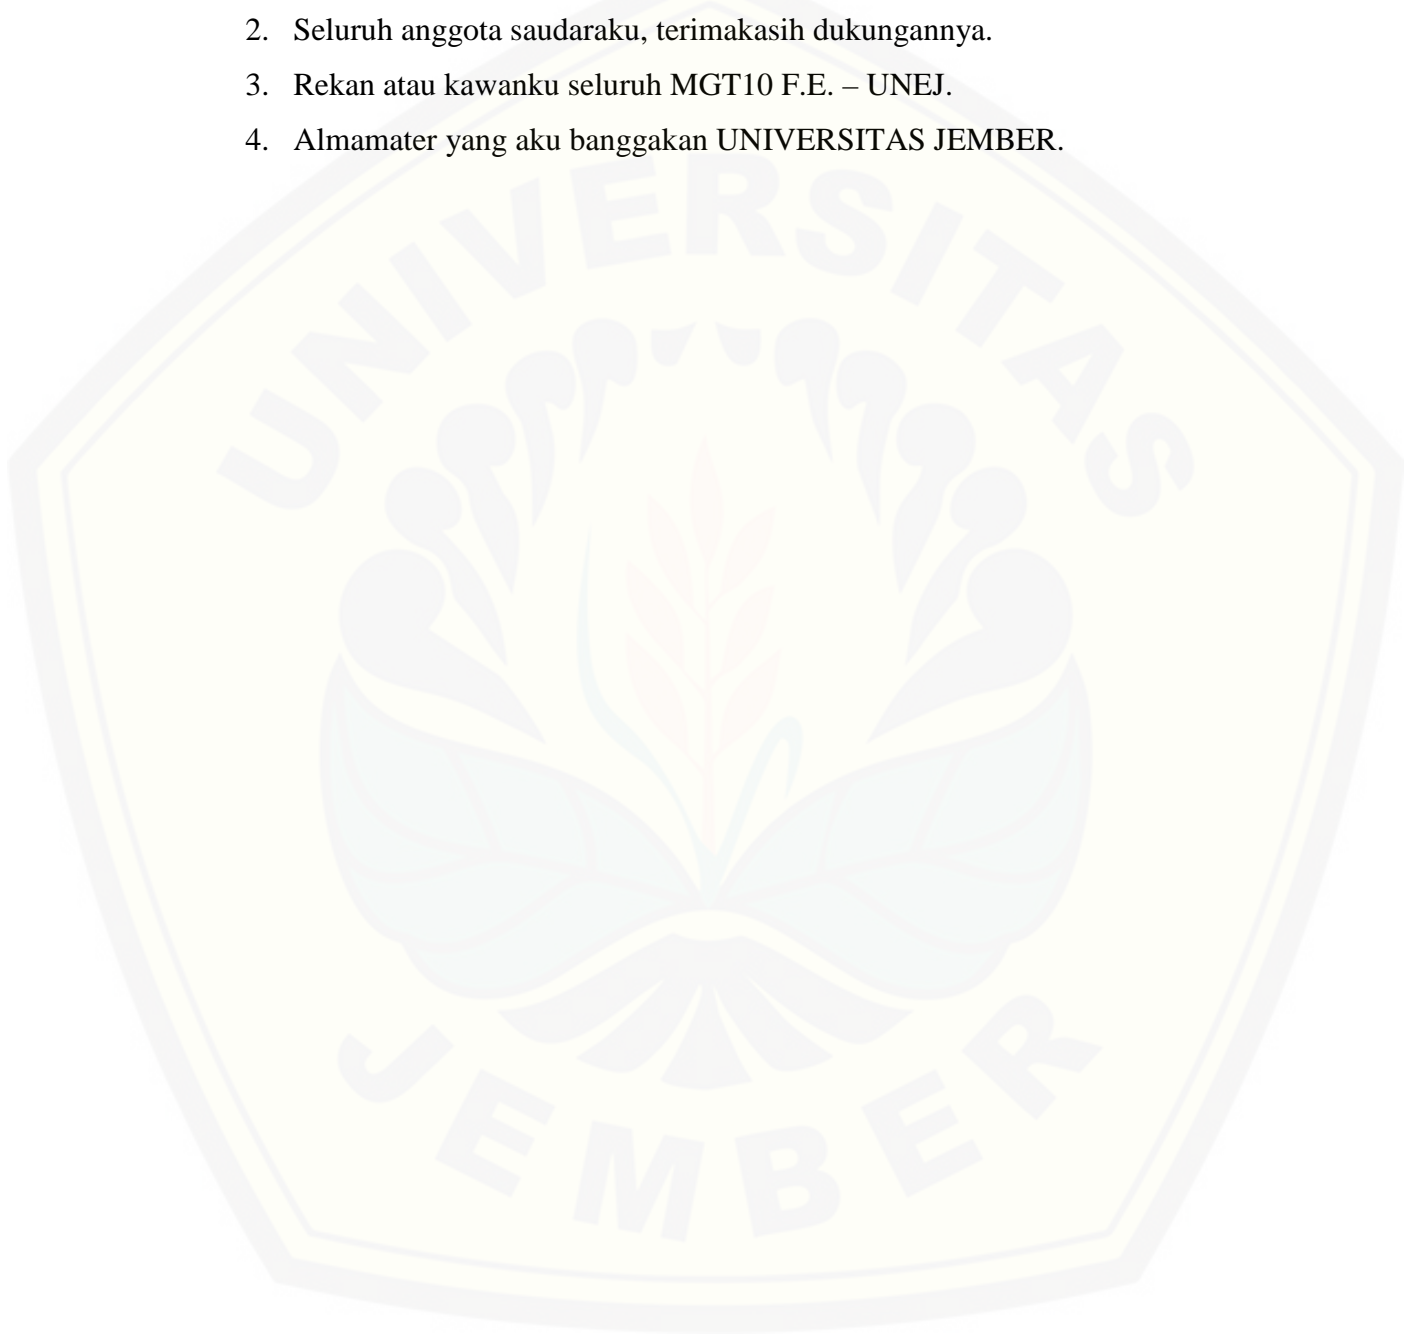 2. Seluruh anggota saudaraku, terimakasih dukungannya.
3. Rekan atau kawanku seluruh MGT10 F.E. – UNEJ.
4. Almamater yang aku banggakan UNIVERSITAS JEMBER.
UNIVERSITAS
JEMBER